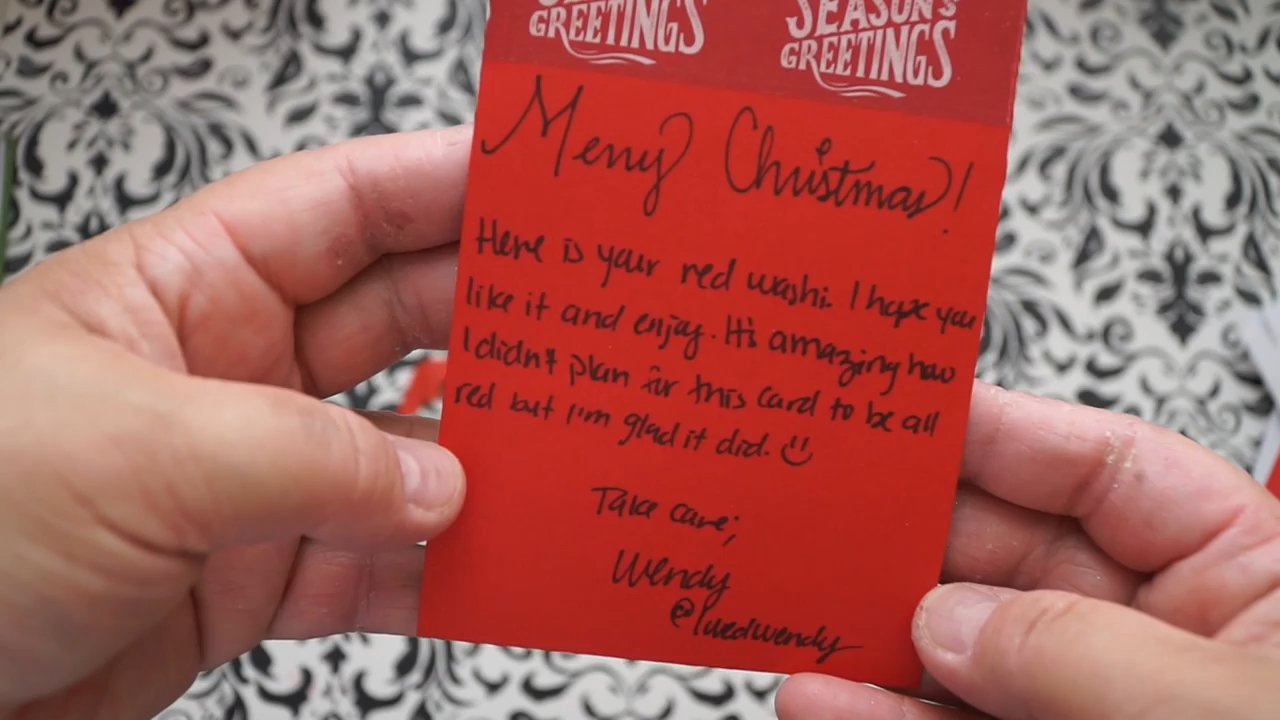 GREETINGS
SEASON'S
GREETINGS
Merry Christmas!
Here is your red washi. I hope you
like it and enjoy. It's amazing how
I didn't plan for this card to be all
red but I'm glad it did. ☺
Take care,
Wendy